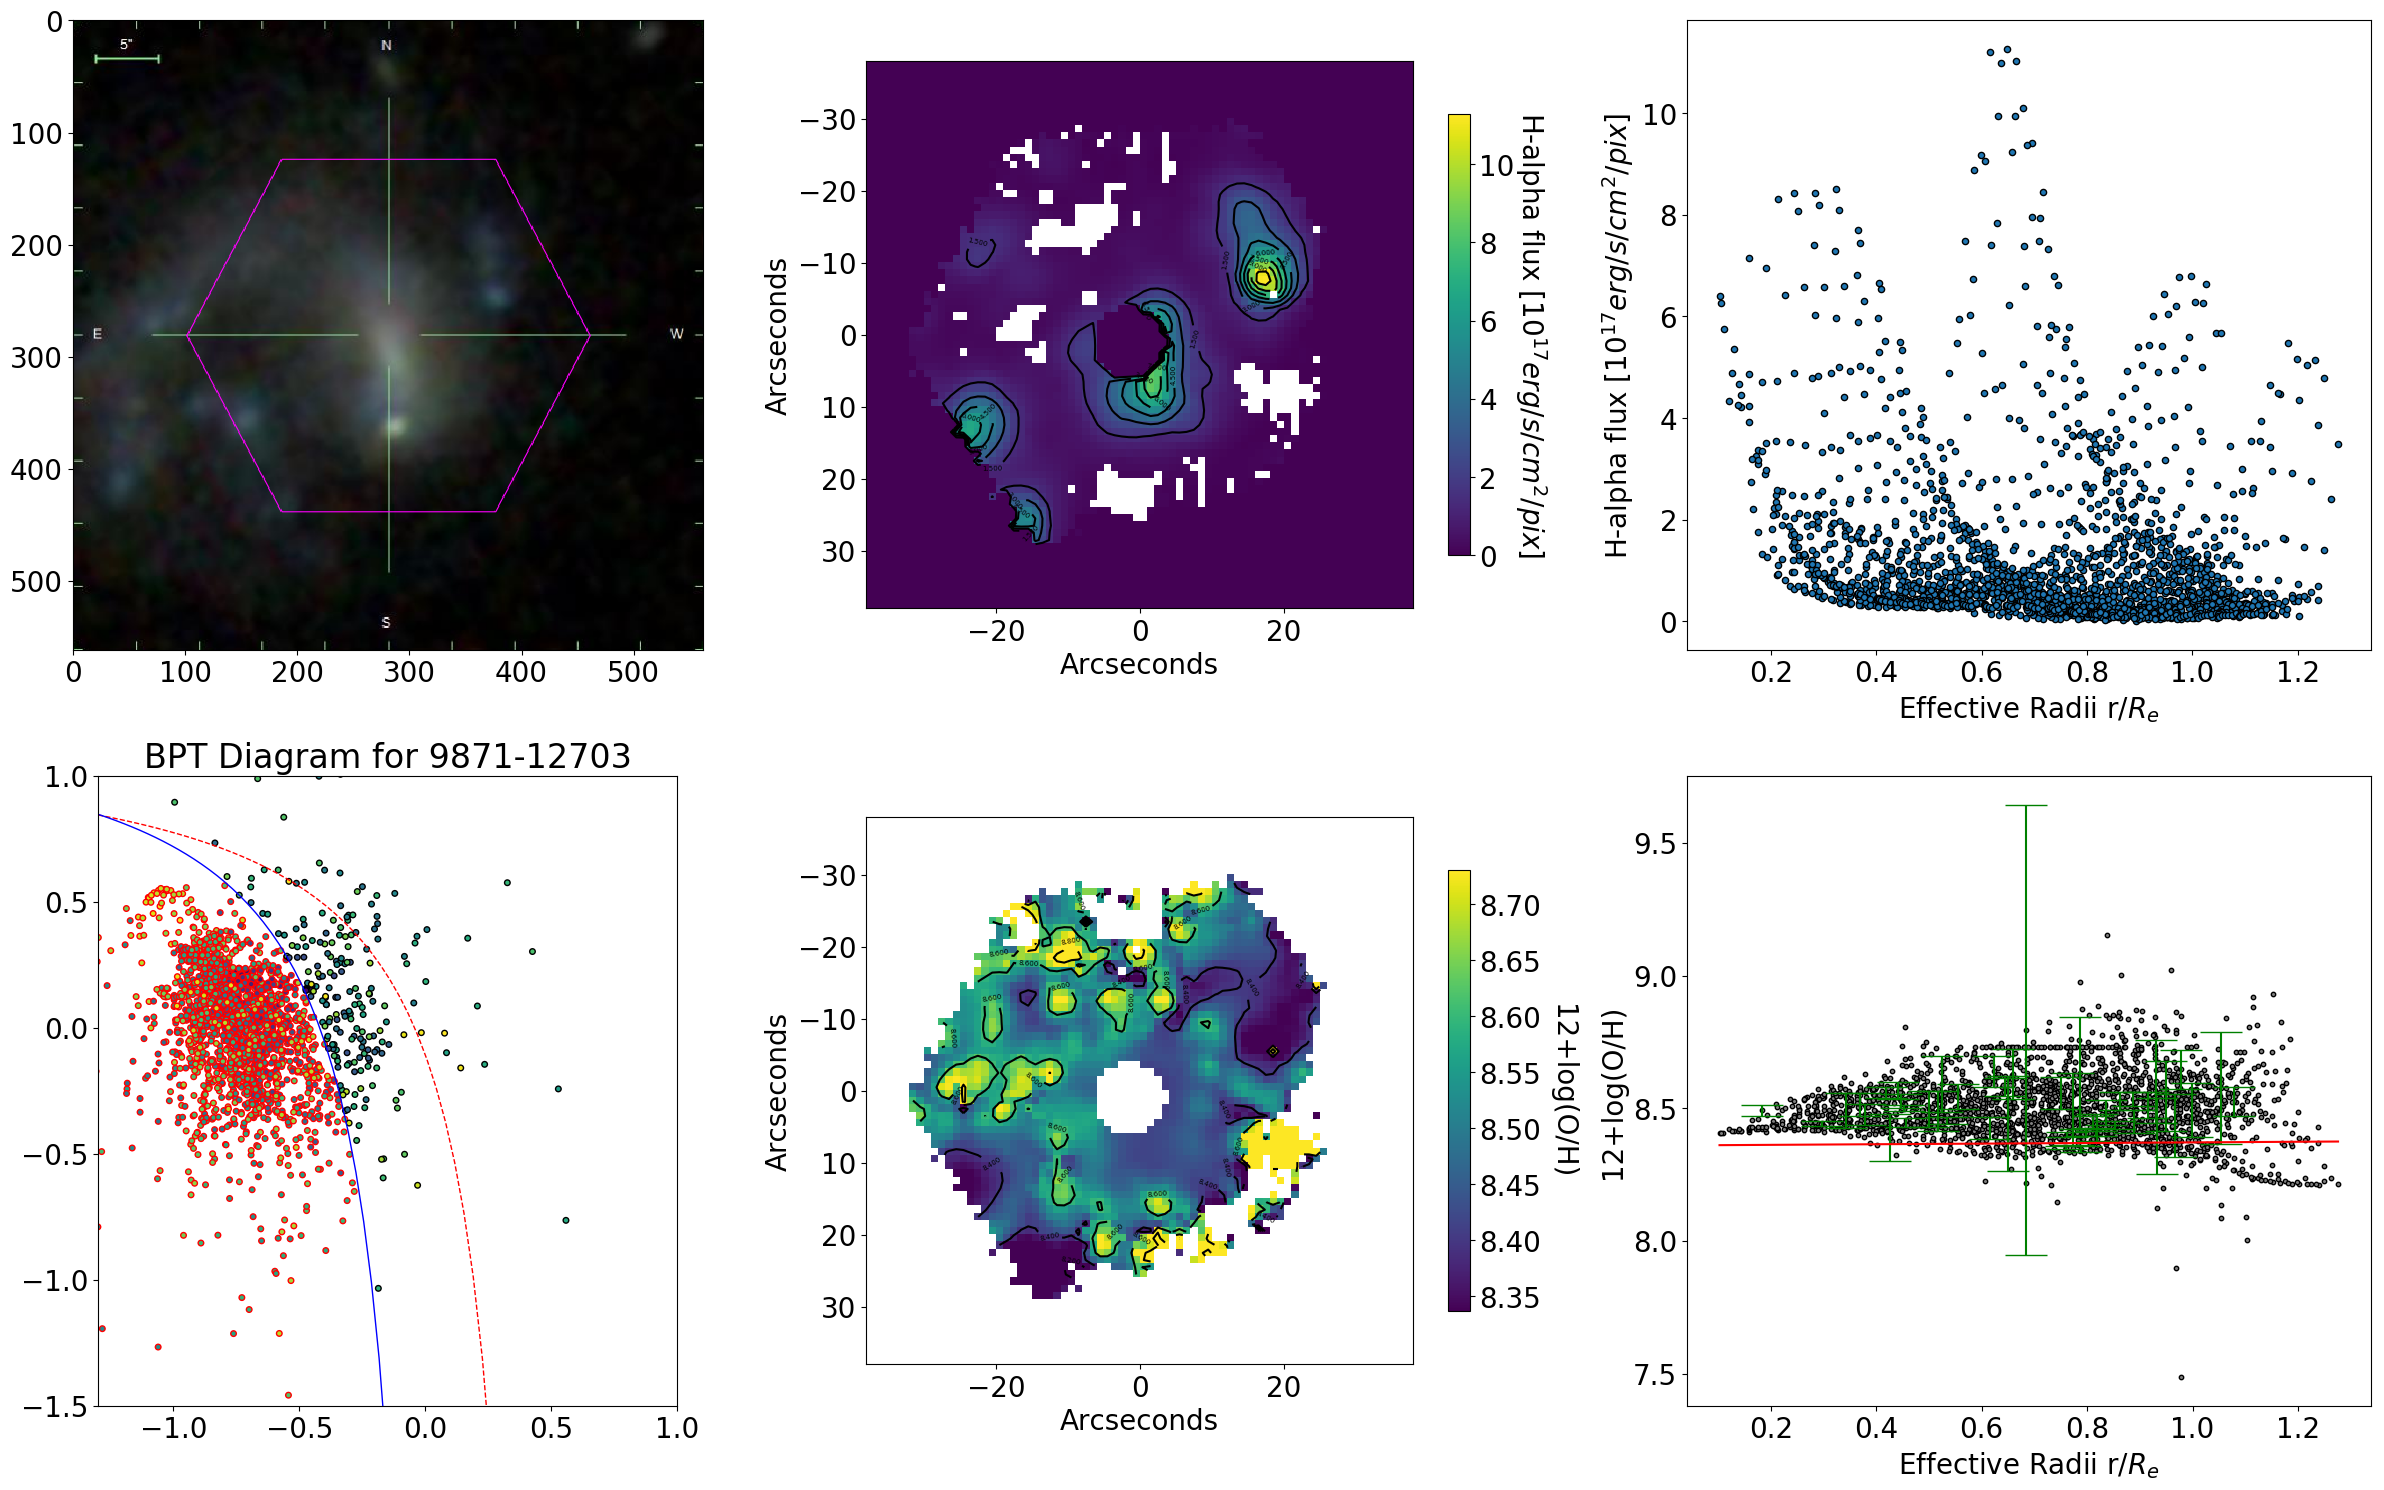 0
100
200
300
400
500
0 100 200 300 400 500
5"
N
E
W
S
−30
−20
−10
0
10
20
30
−20 0 20
Arcseconds
Arcseconds
10
8
6
4
2
0
H-alpha flux [10^17 erg/s/cm^2/pix]
H-alpha flux [10^17 erg/s/cm^2/pix]
10
8
6
4
2
0
0.2 0.4 0.6 0.8 1.0 1.2
Effective Radii r/R_e
BPT Diagram for 9871-12703
1.0
0.5
0.0
−0.5
−1.0
−1.5
−1.0 −0.5 0.0 0.5 1.0
−30
−20
−10
0
10
20
30
−20 0 20
Arcseconds
Arcseconds
8.70
8.65
8.60
8.55
8.50
8.45
8.40
8.35
12+log(O/H)
12+log(O/H)
9.5
9.0
8.5
8.0
7.5
0.2 0.4 0.6 0.8 1.0 1.2
Effective Radii r/R_e